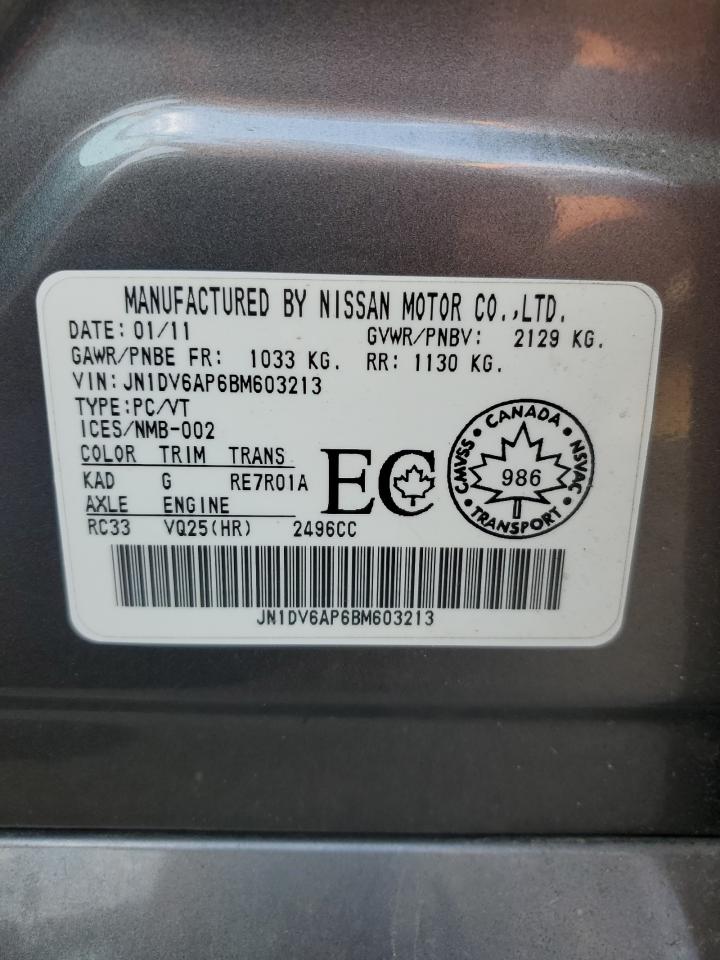 MANUFACTURED BY NISSAN MOTOR CO.,LTD.
DATE: 01/11 GVWR/PNBV: 2129 KG.
GAWR/PNBE FR: 1033 KG. RR: 1130 KG.
VIN: JN1DV6AP6BM603213
TYPE:PC/VT
ICES/NMB-002
COLOR TRIM TRANS
KAD G RE7R01A
AXLE ENGINE
RC33 VQ25(HR) 2496CC
EC
CANADA • NSVAC • TRANSPORT • CMVSS •
986
JN1DV6AP6BM603213